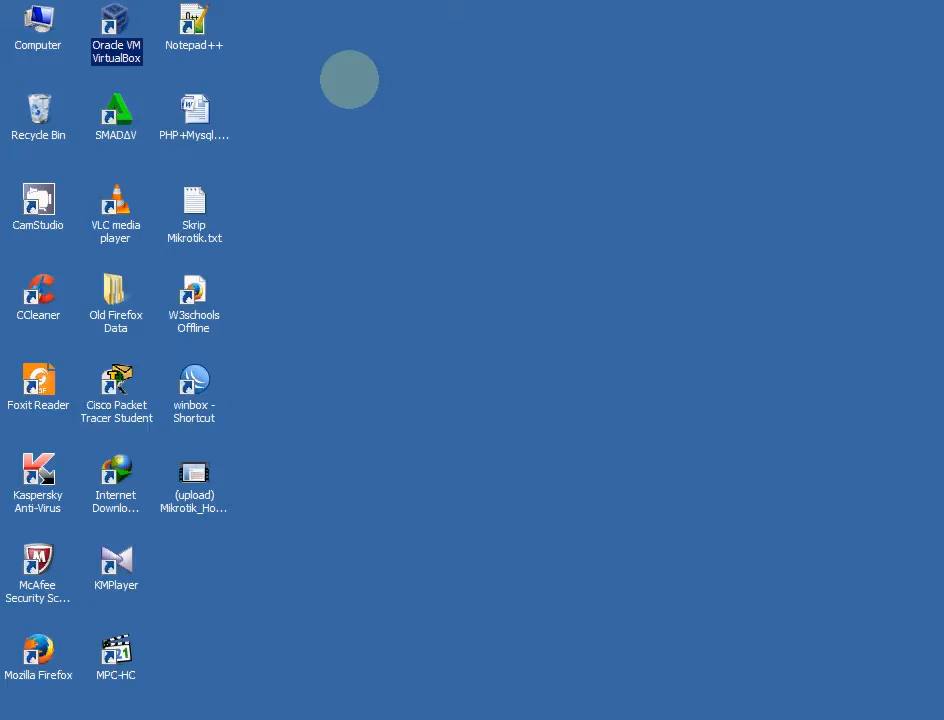 Computer
Oracle VM
VirtualBox
Notepad++
Recycle Bin
SMADΔV
PHP+Mysql....
CamStudio
VLC media
player
Skrip
Mikrotik.txt
CCleaner
Old Firefox
Data
W3schools
Offline
Foxit Reader
Cisco Packet
Tracer Student
winbox -
Shortcut
Kaspersky
Anti-Virus
Internet
Downlo...
(upload)
Mikrotik_Ho...
McAfee
Security Sc...
KMPlayer
Mozilla Firefox
MPC-HC